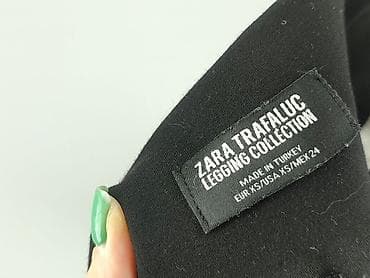 ZARA TRAFALUC
LEGGING COLLECTION
MADE IN TURKEY
EUR XS/USA XS/MEX 24